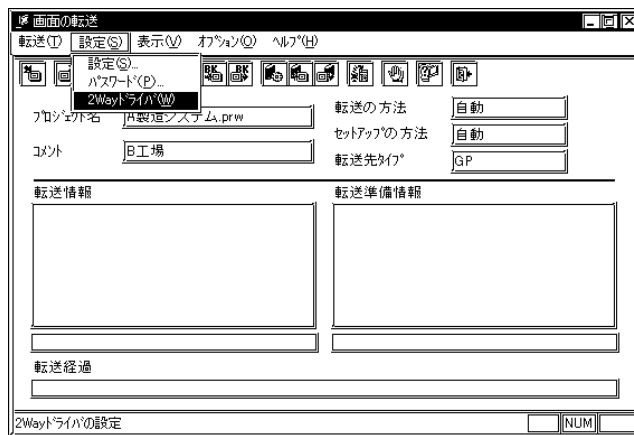 画面の転送
転送(T) 設定(S) 表示(V) オプション(O) ヘルプ(H)
設定(S)...
パスワード(P)...
2Wayドライバ(W)
BK BK
プロジェクト名 A製造システム.prw
コメント B工場
転送の方法 自動
セットアップの方法 自動
転送先タイプ GP
転送情報 転送準備情報
転送経過
2Wayドライバの設定 NUM